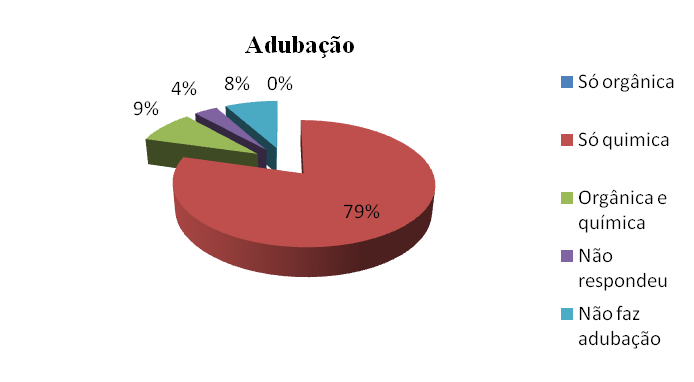 Adubação
8%
0%
4%
9%
79%
Só orgânica
Só quimica
Orgânica e
química
Não
respondeu
Não faz
adubação